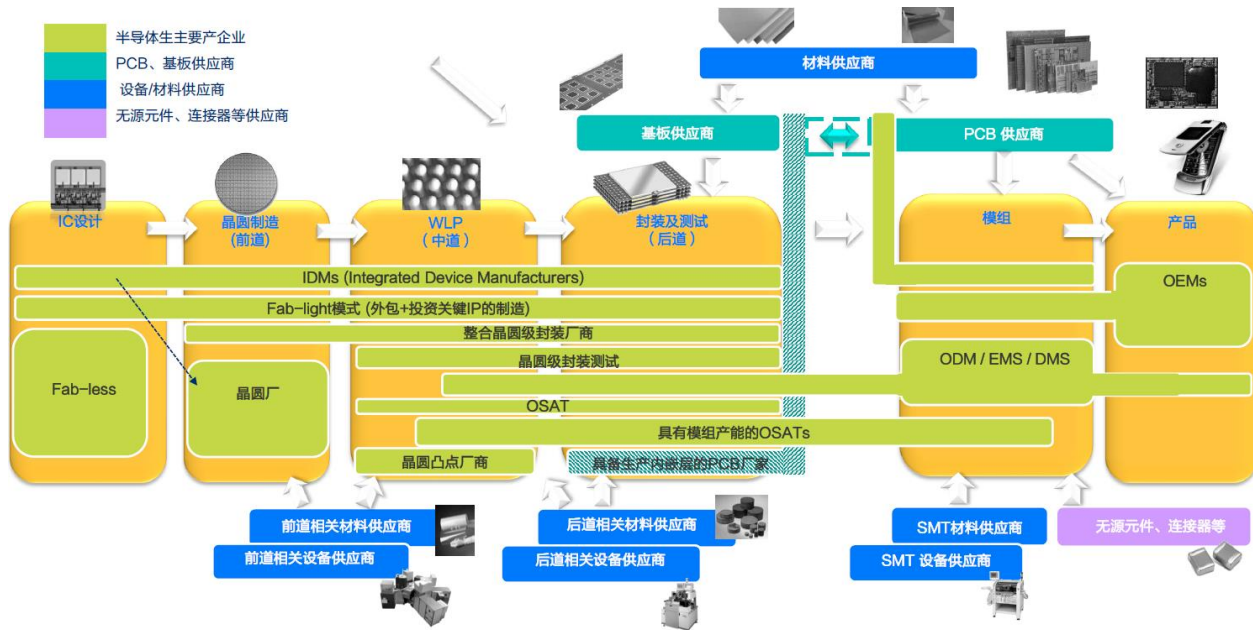 半导体生主要产企业
PCB、基板供应商
设备/材料供应商
无源元件、连接器等供应商
材料供应商
基板供应商
PCB 供应商
IC设计
晶圆制造
(前道)
WLP
(中道)
封装及测试
(后道)
模组
产品
IDMs (Integrated Device Manufacturers)
OEMs
Fab-light模式 (外包+投资关键IP的制造)
整合晶圆级封装厂商
晶圆级封装测试
ODM / EMS / DMS
Fab-less
晶圆厂
OSAT
具有模组产能的OSATs
晶圆凸点厂商
具备生产内嵌层的PCB厂家
前道相关材料供应商
前道相关设备供应商
后道相关材料供应商
后道相关设备供应商
SMT材料供应商
SMT 设备供应商
无源元件、连接器等